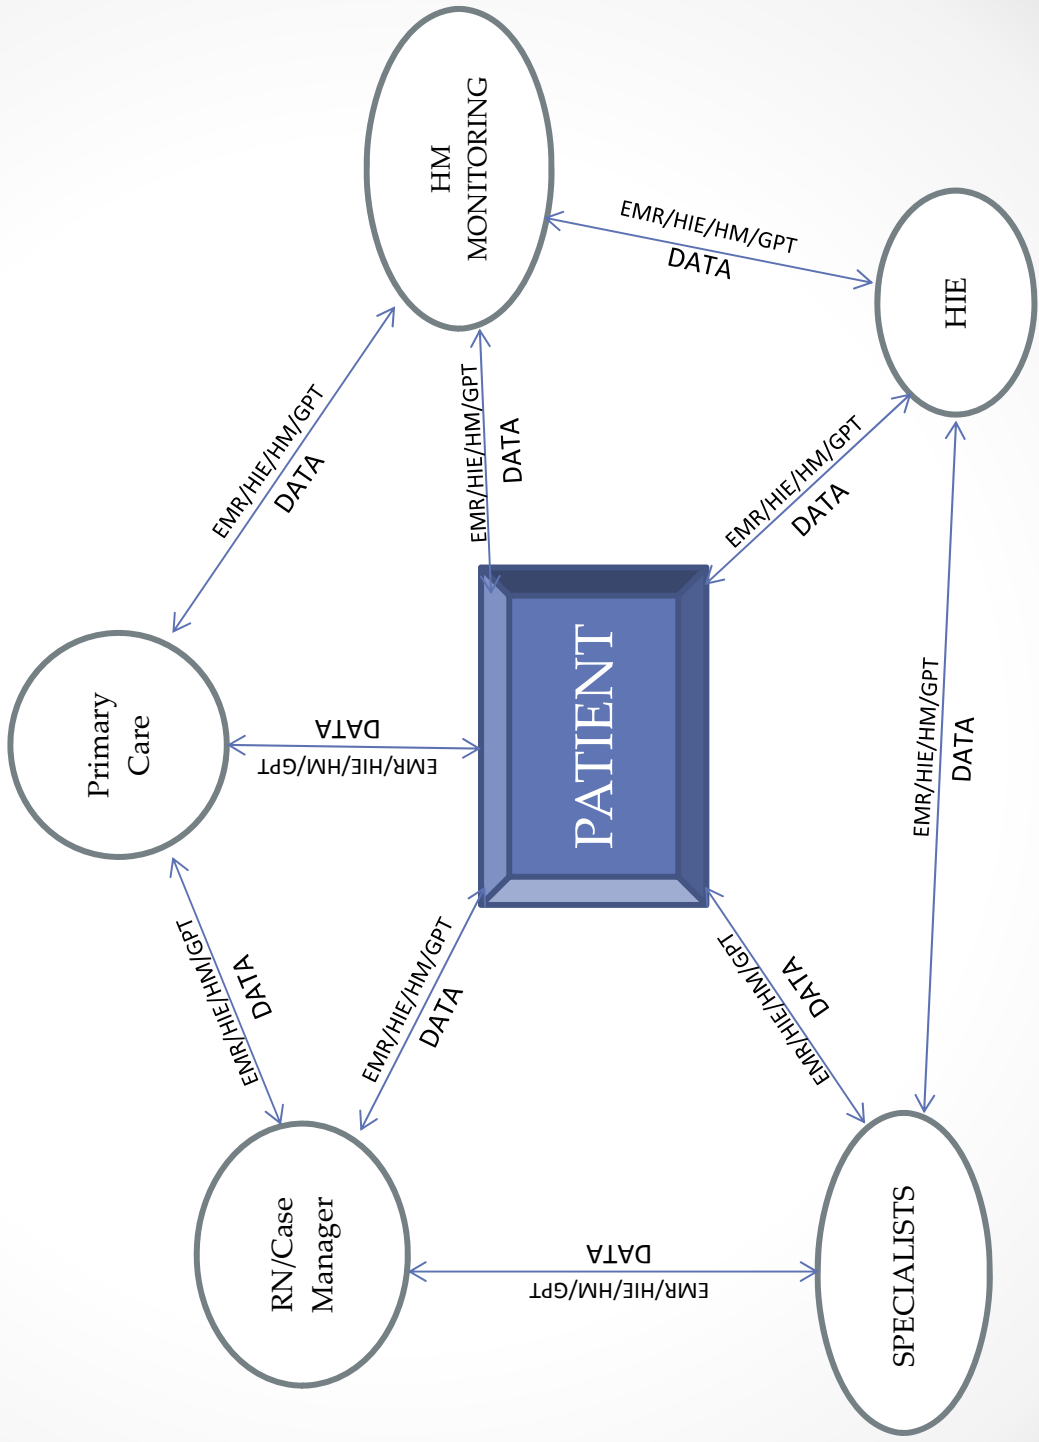 Primary
Care
EMR/HIE/HM/GPT
DATA
EMR/HIE/HM/GPT
DATA
RN/Case
Manager
EMR/HIE/HM/GPT
DATA
HM
MONITORING
EMR/HIE/HM/GPT
DATA
EMR/HIE/HM/GPT
DATA
PATIENT
EMR/HIE/HM/GPT
DATA
EMR/HIE/HM/GPT
DATA
EMR/HIE/HM/GPT
DATA
EMR/HIE/HM/GPT
DATA
SPECIALISTS
EMR/HIE/HM/GPT
DATA
HIE